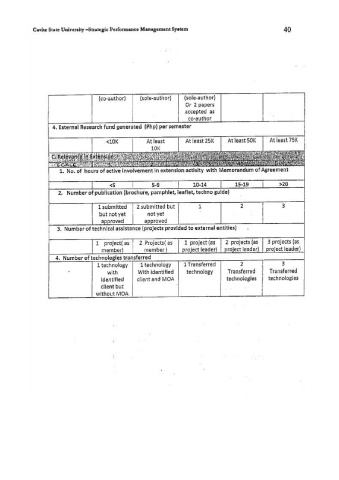 Cavite State University –Strategic Performance Management System 40
(co-author) (sole-author) (sole-author)
Or 2 papers
accepted as
co-author
4. External Research fund generated (Php) per semester
<10K At least 10K At least 25K At least 50K At least 75K
C. Relevance in Extension
1. No. of hours of active involvement in extension activity with Memorandum of Agreement
<5 5-9 10-14 15-19 >20
2. Number of publication (brochure, pamphlet, leaflet, techno guide)
1 submitted but not yet approved 2 submitted but not yet approved 1 2 3
3. Number of technical assistance (projects provided to external entities)
1 project( as member) 2 Projects( as member ) 1 project (as project leader) 2 projects (as project leader) 3 projects (as project leader)
4. Number of technologies transferred
1 technology with identified client but without MOA 1 technology With identified client and MOA 1 Transferred technology 2 Transferred technologies 3 Transferred technologies